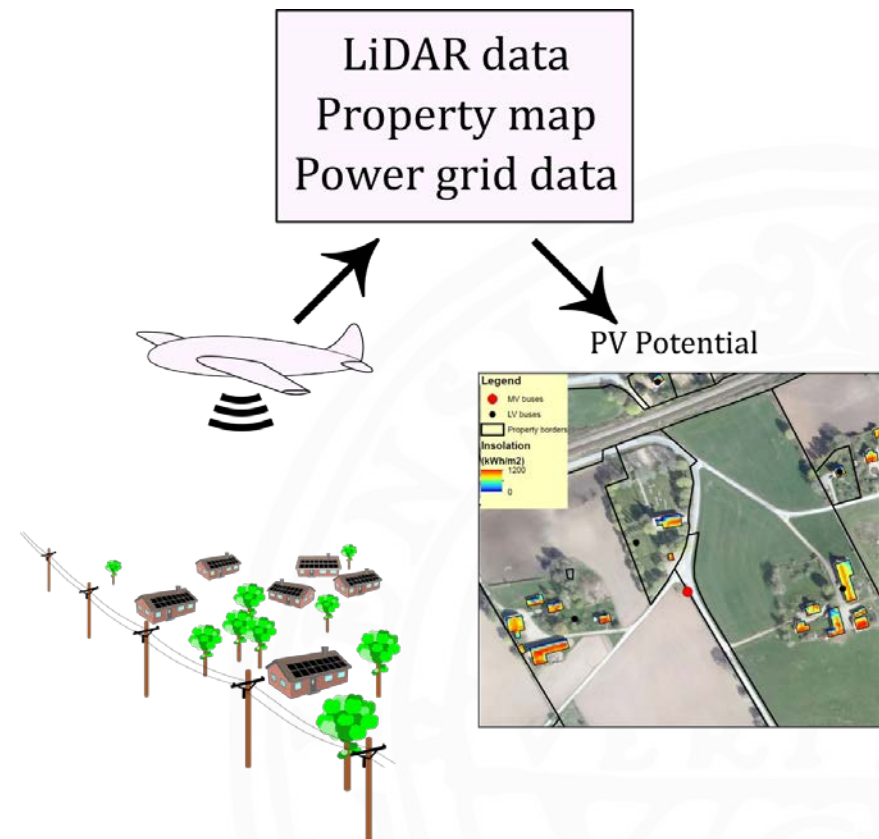 LiDAR data
Property map
Power grid data
PV Potential
Legend
MV buses
LV buses
Property borders
Insolation
(kWh/m2)
1200
0